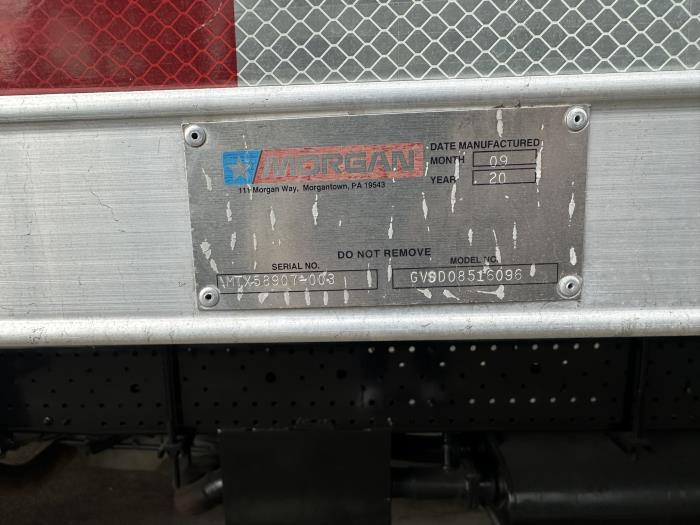 MORGAN
111 Morgan Way, Morgantown, PA 19543
DATE MANUFACTURED:
MONTH 09
YEAR 20
DO NOT REMOVE
SERIAL NO.
MODEL NO.
GVSD08516096